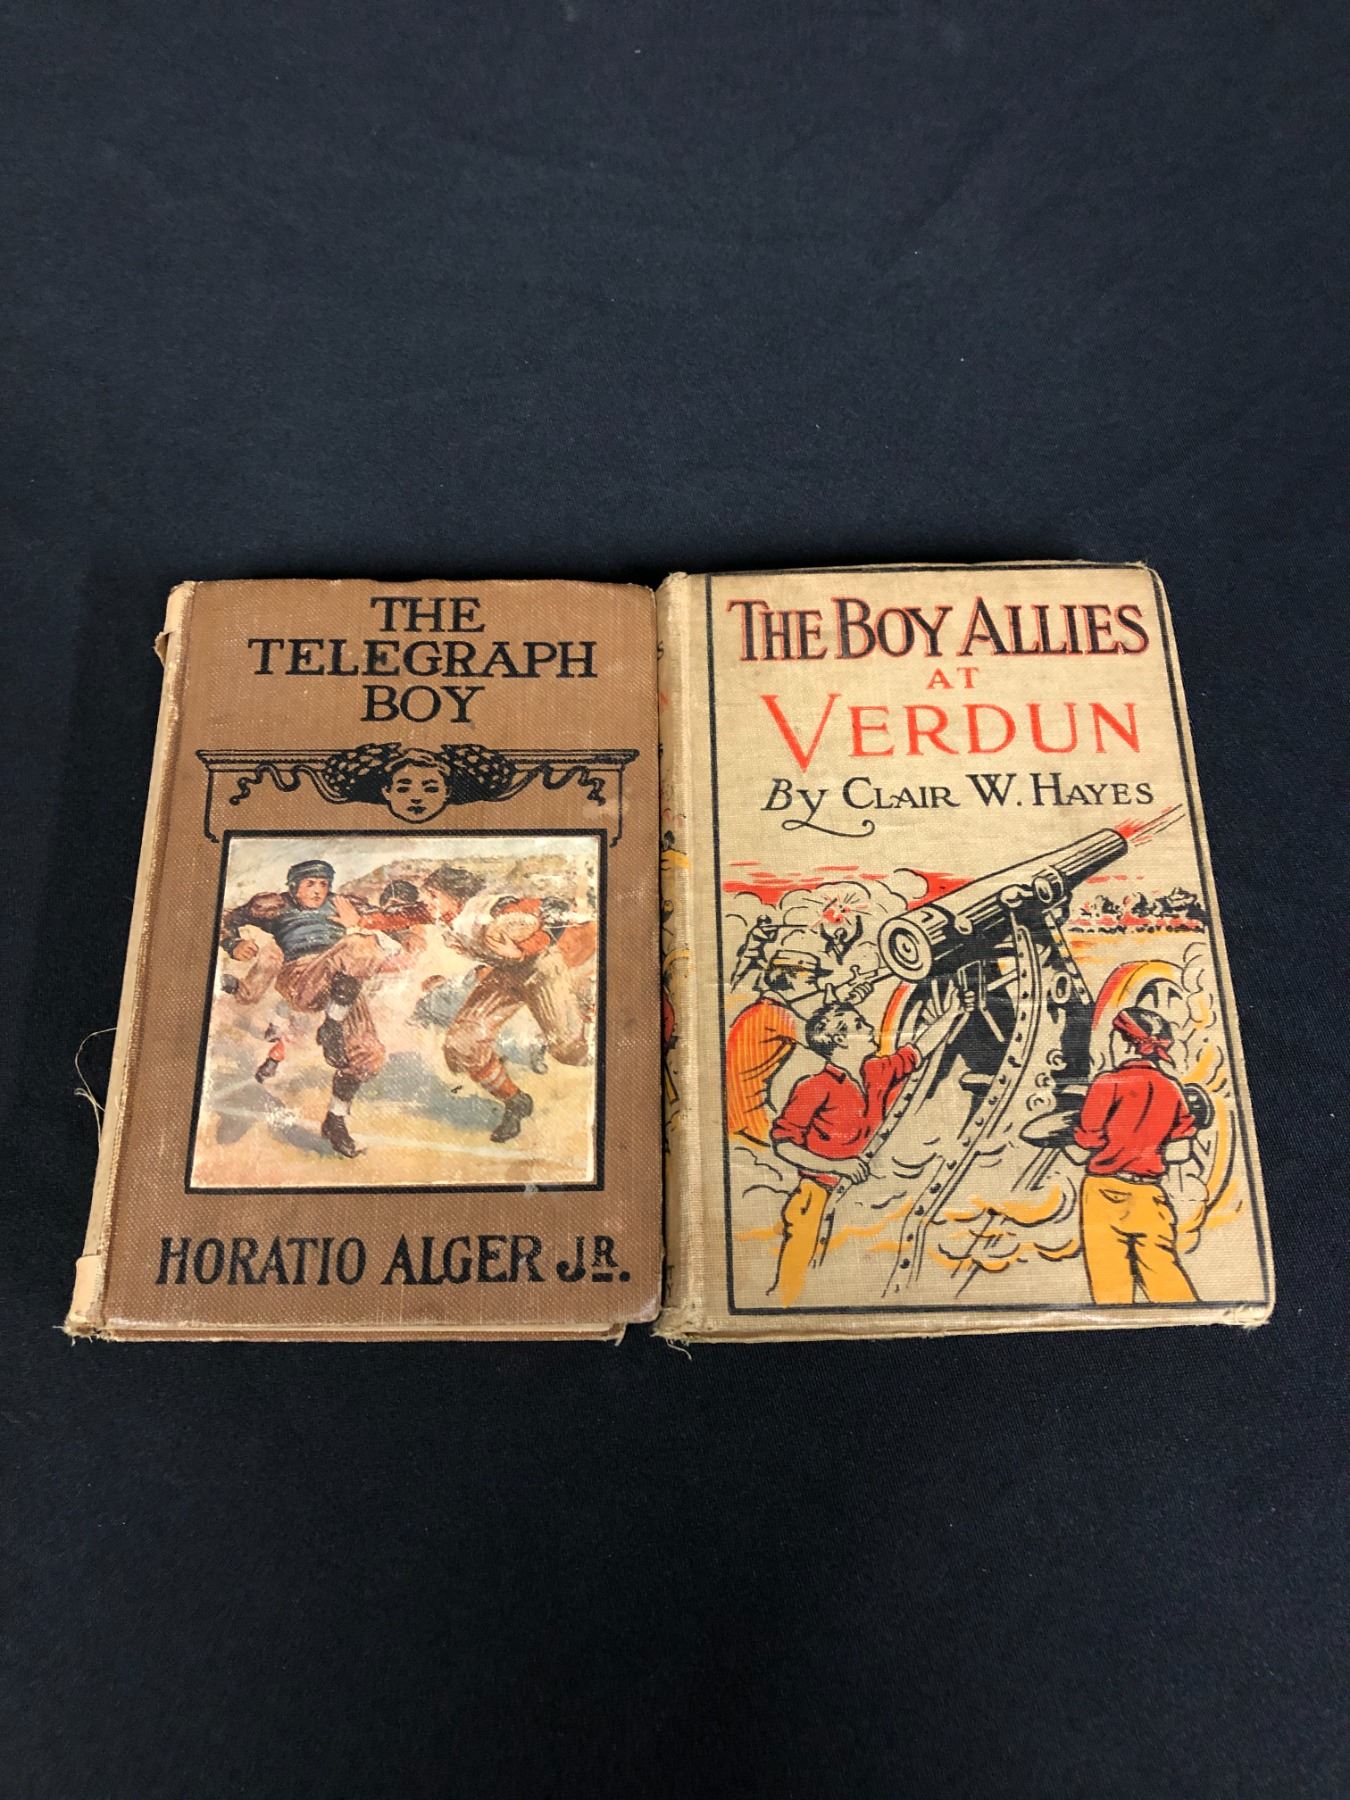 THE
TELEGRAPH
BOY
HORATIO ALGER JR.
THE BOY ALLIES
AT
VERDUN
By CLAIR W. HAYES